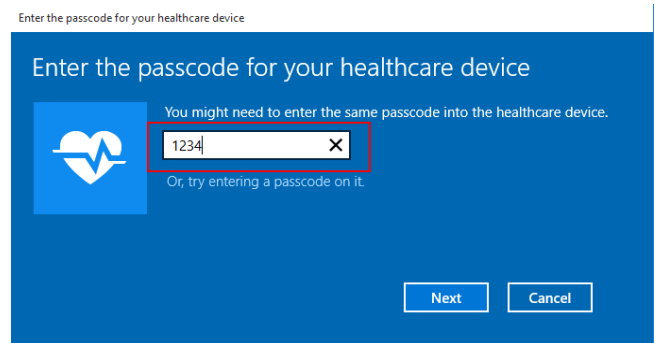 Enter the passcode for your healthcare device
Enter the passcode for your healthcare device
You might need to enter the same passcode into the healthcare device.
1234
Or, try entering a passcode on it.
Next
Cancel